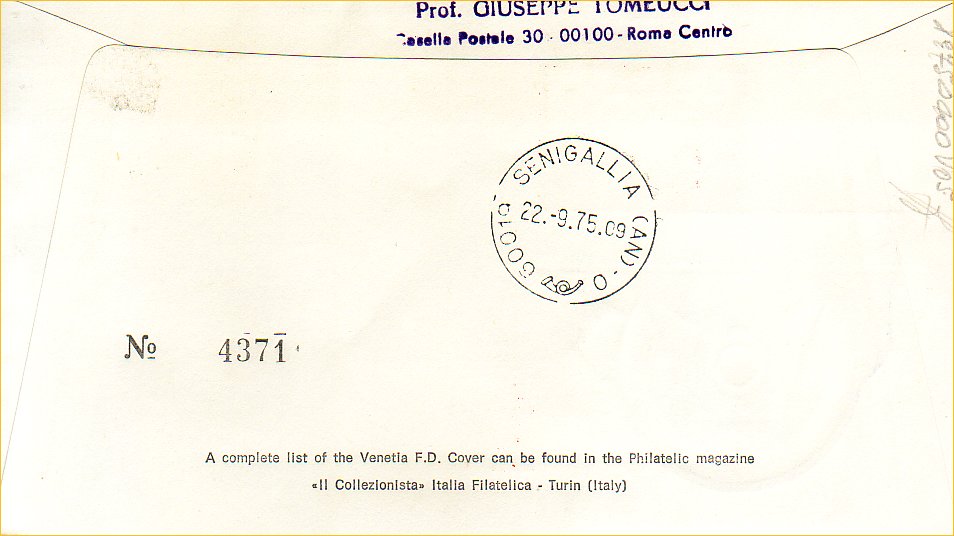 Prof. GIUSEPPE TOMEUCCI
Casella Postale 30 - 00100 - Roma Centro
SENIGALLIA (AN) - O
22.-9.75.09
60019
No 4371
A complete list of the Venetia F.D. Cover can be found in the Philatelic magazine
«Il Collezionista» Italia Filatelica - Turin (Italy)